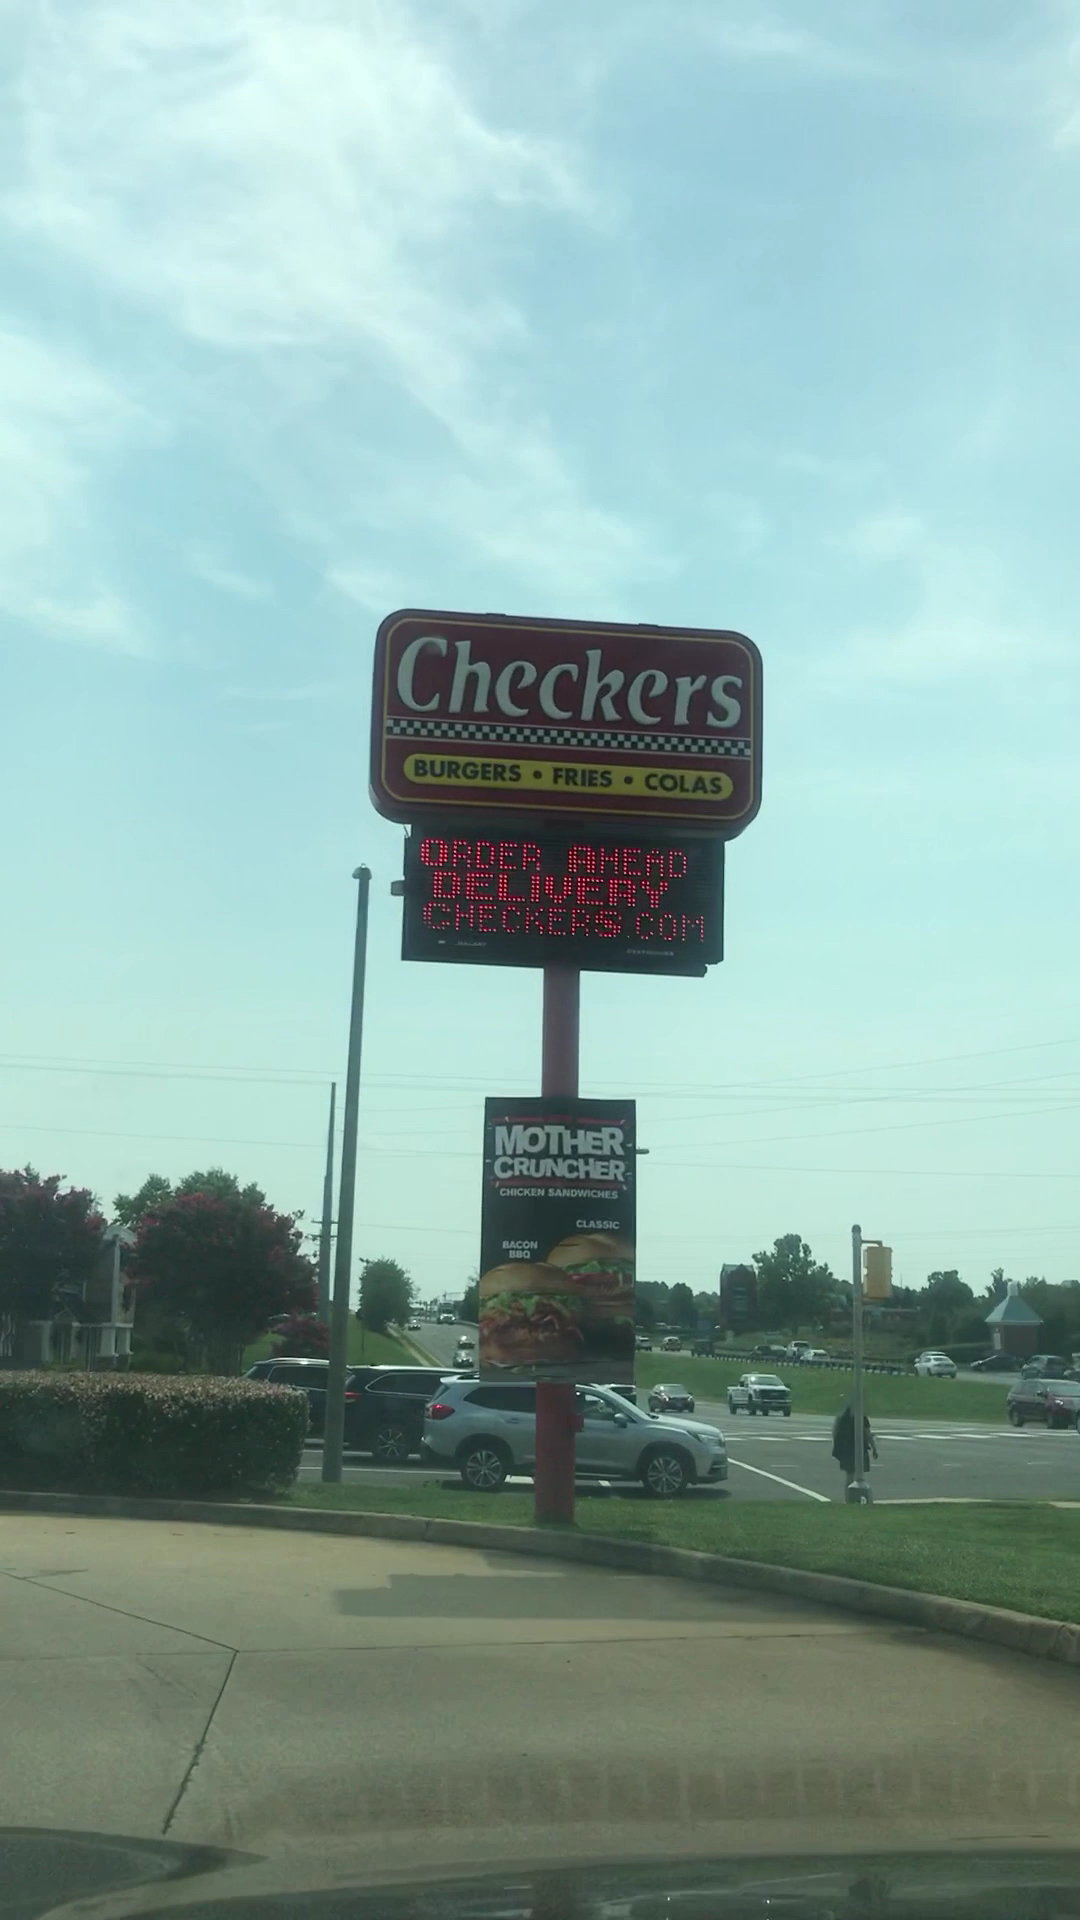 Checkers
BURGERS • FRIES • COLAS
ORDER AHEAD
DELIVERY
CHECKERS.COM
MOTHER
CRUNCHER
CHICKEN SANDWICHES
CLASSIC
BACON
BBQ